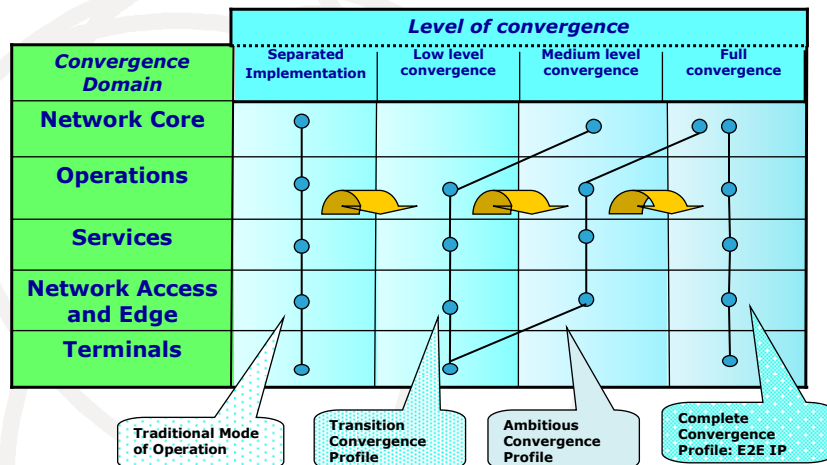 Level of convergence
Convergence
Domain
Separated
Implementation
Low level
convergence
Medium level
convergence
Full
convergence
Network Core
Operations
Services
Network Access
and Edge
Terminals
Traditional Mode
of Operation
Transition
Convergence
Profile
Ambitious
Convergence
Profile
Complete
Convergence
Profile: E2E IP